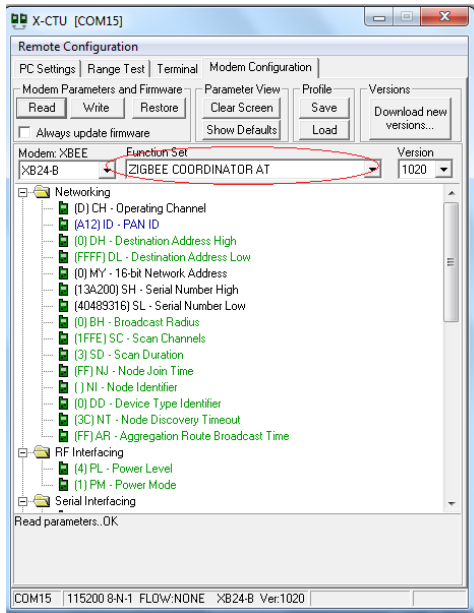 X-CTU [COM15]
Remote Configuration
PC Settings Range Test Terminal Modem Configuration
Modem Parameters and Firmware Parameter View Profile Versions
Read Write Restore Clear Screen Save Download new versions...
Always update firmware Show Defaults Load
Modem: XBEE Function Set Version
XB24-B ZIGBEE COORDINATOR AT 1020
Networking
(D) CH - Operating Channel
(A12) ID - PAN ID
(0) DH - Destination Address High
(FFFF) DL - Destination Address Low
(0) MY - 16-bit Network Address
(13A200) SH - Serial Number High
(40489316) SL - Serial Number Low
(0) BH - Broadcast Radius
(1FFE) SC - Scan Channels
(3) SD - Scan Duration
(FF) NJ - Node Join Time
( ) NI - Node Identifier
(0) DD - Device Type Identifier
(3C) NT - Node Discovery Timeout
(FF) AR - Aggregation Route Broadcast Time
RF Interfacing
(4) PL - Power Level
(1) PM - Power Mode
Serial Interfacing
Read parameters..OK
COM15 115200 8-N-1 FLOW:NONE XB24-B Ver:1020